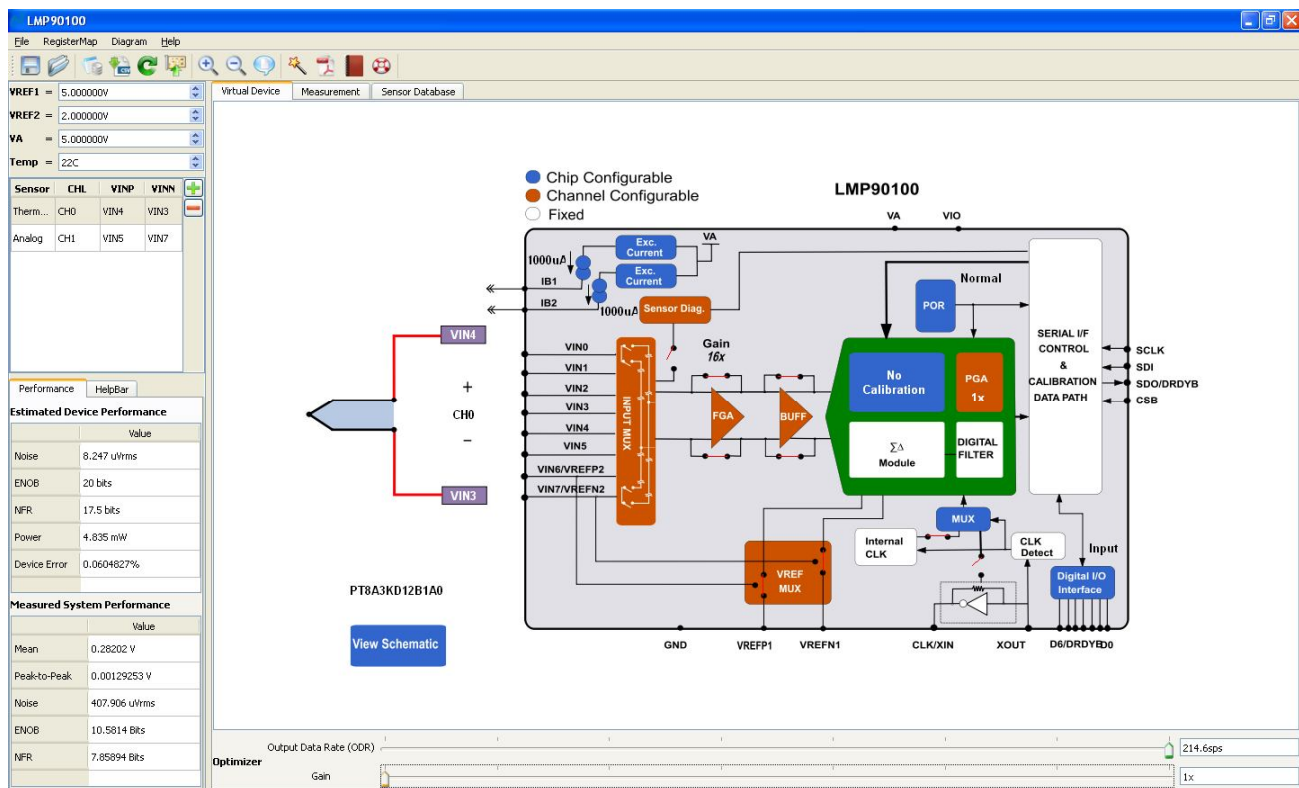 LMP90100
File RegisterMap Diagram Help
VREF1 = 5.000000V
VREF2 = 2.000000V
VA = 5.000000V
Temp = 22C
Sensor CHL VINP VINN
Therm... CH0 VIN4 VIN3
Analog CH1 VIN5 VIN7
Performance HelpBar
Estimated Device Performance
Value
Noise 8.247 uVrms
ENOB 20 bits
NFR 17.5 bits
Power 4.835 mW
Device Error 0.0604827%
Measured System Performance
Value
Mean 0.28202 V
Peak-to-Peak 0.00129253 V
Noise 407.906 uVrms
ENOB 10.5814 Bits
NFR 7.85894 Bits
Virtual Device Measurement Sensor Database
Chip Configurable
Channel Configurable
Fixed
LMP90100
VA VIO
VA
Exc.
Current
1000uA
Exc.
Current
IB1
IB2
1000uA
Sensor Diag.
Normal
POR
VIN4
CH0
+
−
VIN3
VIN0
VIN1
VIN2
VIN3
VIN4
VIN5
VIN6/VREFP2
VIN7/VREFN2
INPUT MUX
Gain
16x
FGA
BUFF
No
Calibration
PGA
1x
ΣΔ
Module
DIGITAL
FILTER
SERIAL I/F
CONTROL
&
CALIBRATION
DATA PATH
SCLK
SDI
SDO/DRDYB
CSB
MUX
Internal
CLK
CLK
Detect
Input
VREF
MUX
Digital I/O
Interface
PT8A3KD12B1A0
View Schematic
GND VREFP1 VREFN1 CLK/XIN XOUT D6/DRDYB D0
Optimizer
Output Data Rate (ODR) 214.6sps
Gain 1x